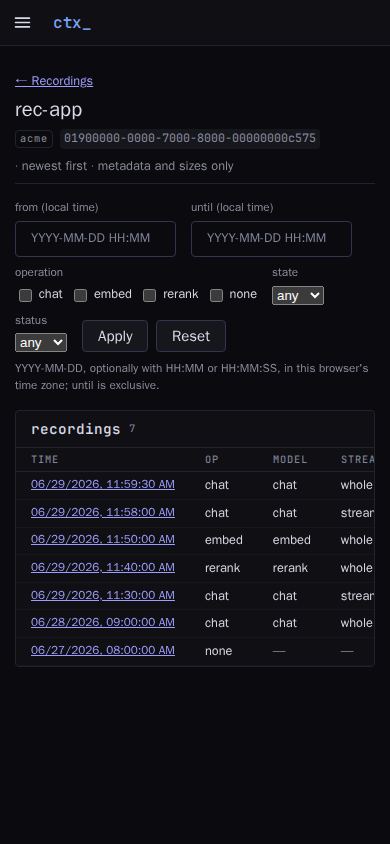 ctx_
← Recordings
rec-app
acme 01900000-0000-7000-8000-00000000c575
· newest first · metadata and sizes only
from (local time) until (local time)
YYYY-MM-DD HH:MM YYYY-MM-DD HH:MM
operation state
chat embed rerank none any
status
any Apply Reset
YYYY-MM-DD, optionally with HH:MM or HH:MM:SS, in this browser's
time zone; until is exclusive.
recordings 7
TIME OP MODEL STREA
06/29/2026, 11:59:30 AM chat chat whole
06/29/2026, 11:58:00 AM chat chat strear
06/29/2026, 11:50:00 AM embed embed whole
06/29/2026, 11:40:00 AM rerank rerank whole
06/29/2026, 11:30:00 AM chat chat strear
06/28/2026, 09:00:00 AM chat chat whole
06/27/2026, 08:00:00 AM none — —